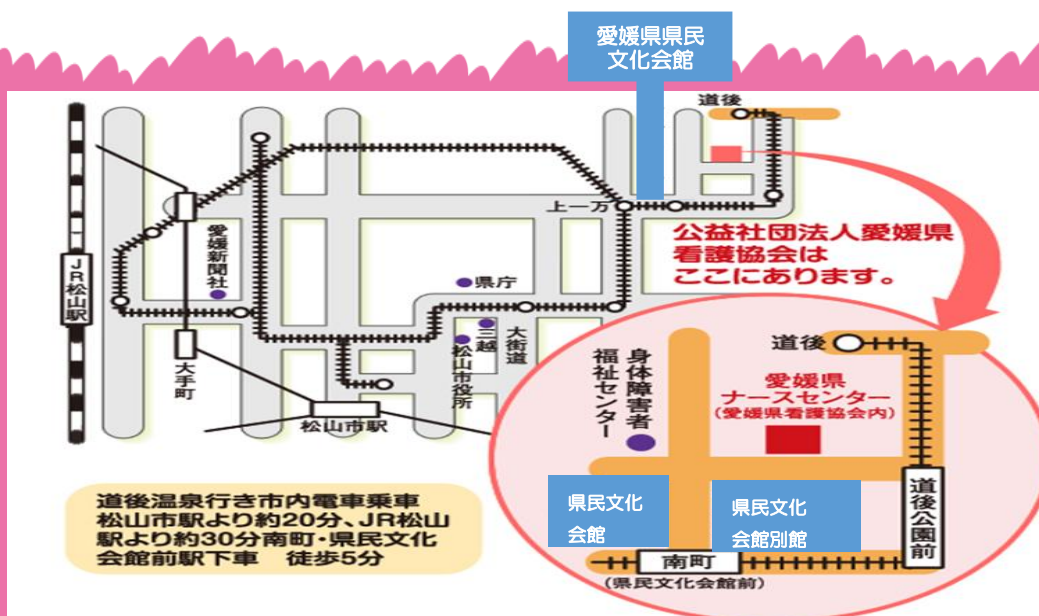 愛媛県県民
文化会館
道後
上一万
公益社団法人愛媛県
看護協会は
ここにあります。
JR松山駅
愛媛新聞社
県庁
三越
大街道
松山市役所
大手町
松山市駅
道後
愛媛県
ナースセンター
(愛媛県看護協会内)
身体障害者
福祉センター
県民文化
会館
県民文化
会館別館
道後公園前
南町
(県民文化会館前)
道後温泉行き市内電車乗車
松山市駅より約20分、JR松山
駅より約30分南町・県民文化
会館前駅下車　徒歩5分